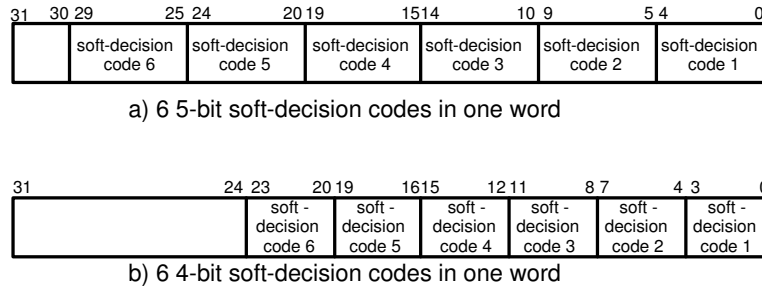 31 30 29 25 24 20 19 15 14 10 9 5 4 0
soft-decision soft-decision soft-decision soft-decision soft-decision soft-decision
code 6 code 5 code 4 code 3 code 2 code 1
a) 6 5-bit soft-decision codes in one word
31 24 23 20 19 16 15 12 11 8 7 4 3 0
soft - soft - soft - soft - soft - soft -
decision decision decision decision decision decision
code 6 code 5 code 4 code 3 code 2 code 1
b) 6 4-bit soft-decision codes in one word